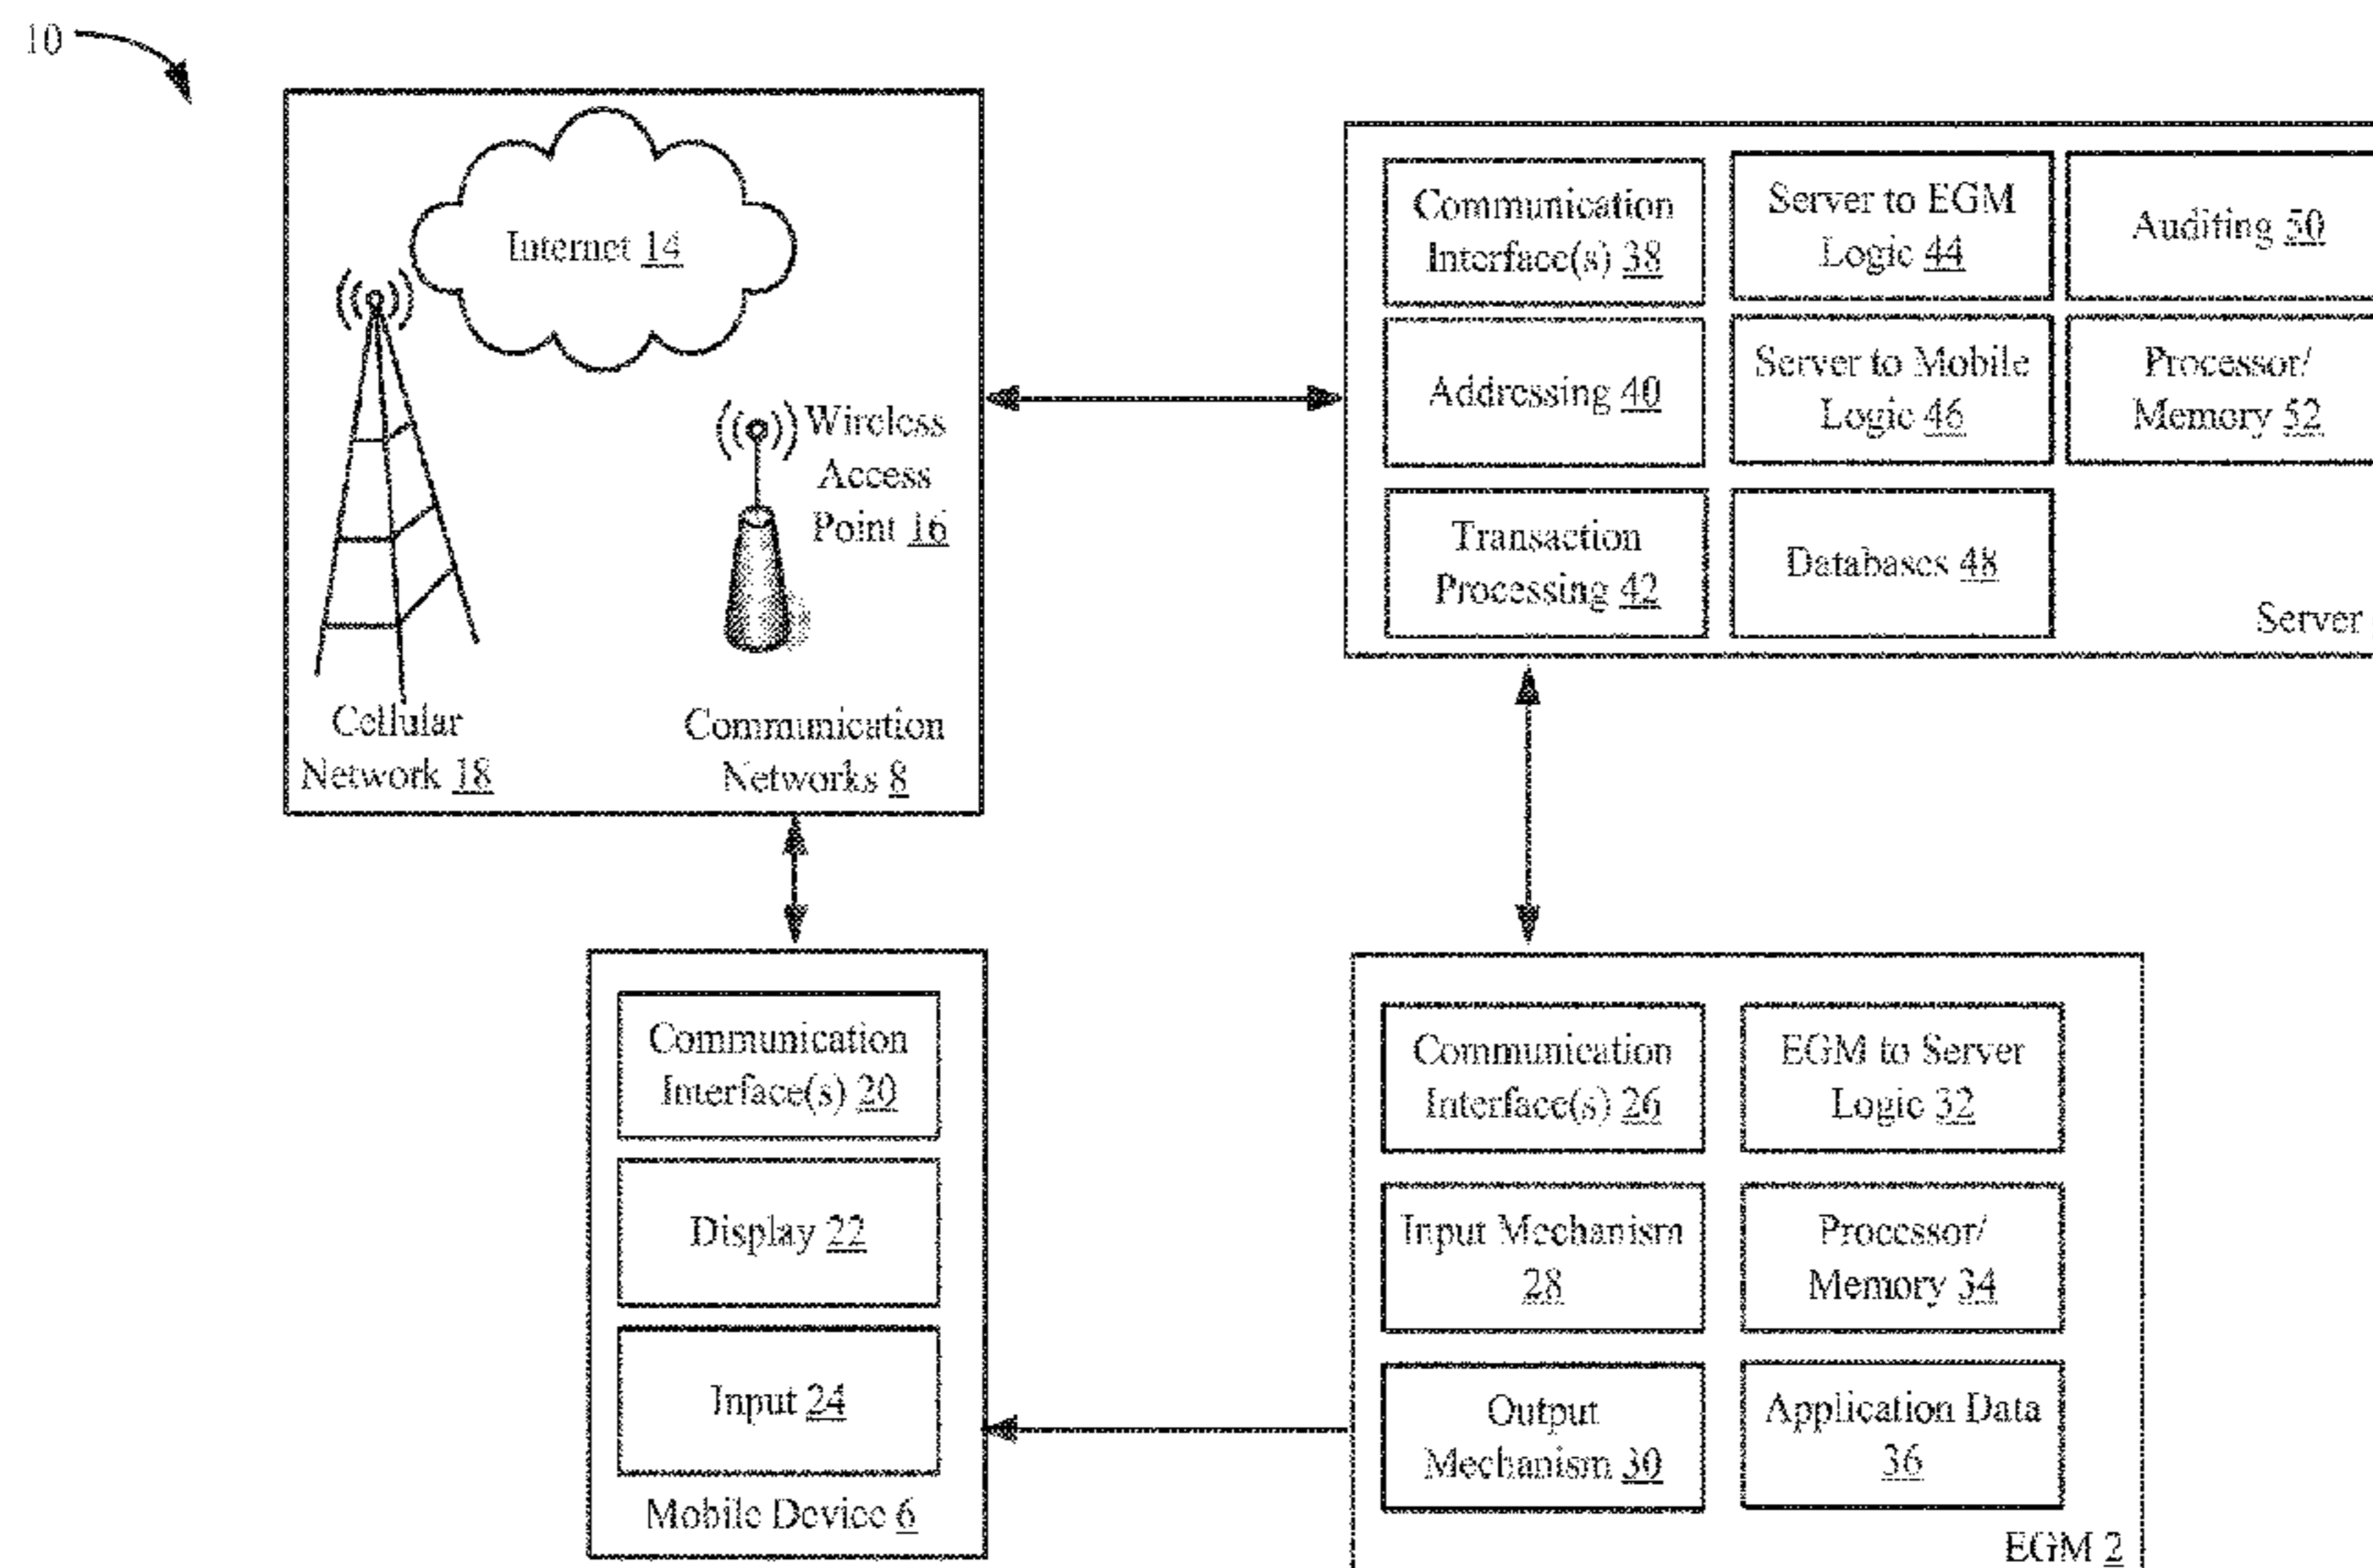 10
Internet 14
Wireless
Access
Point 16
Cellular
Network 18
Communication
Networks 8
Communication
Interface(s) 38
Server to EGM
Logic 44
Auditing 50
Addressing 40
Server to Mobile
Logic 46
Processor/
Memory 52
Transaction
Processing 42
Databases 48
Server
Communication
Interface(s) 20
Display 22
Input 24
Mobile Device 6
Communication
Interface(s) 26
EGM to Server
Logic 32
Input Mechanism
28
Processor/
Memory 34
Output
Mechanism 30
Application Data
36
EGM 2